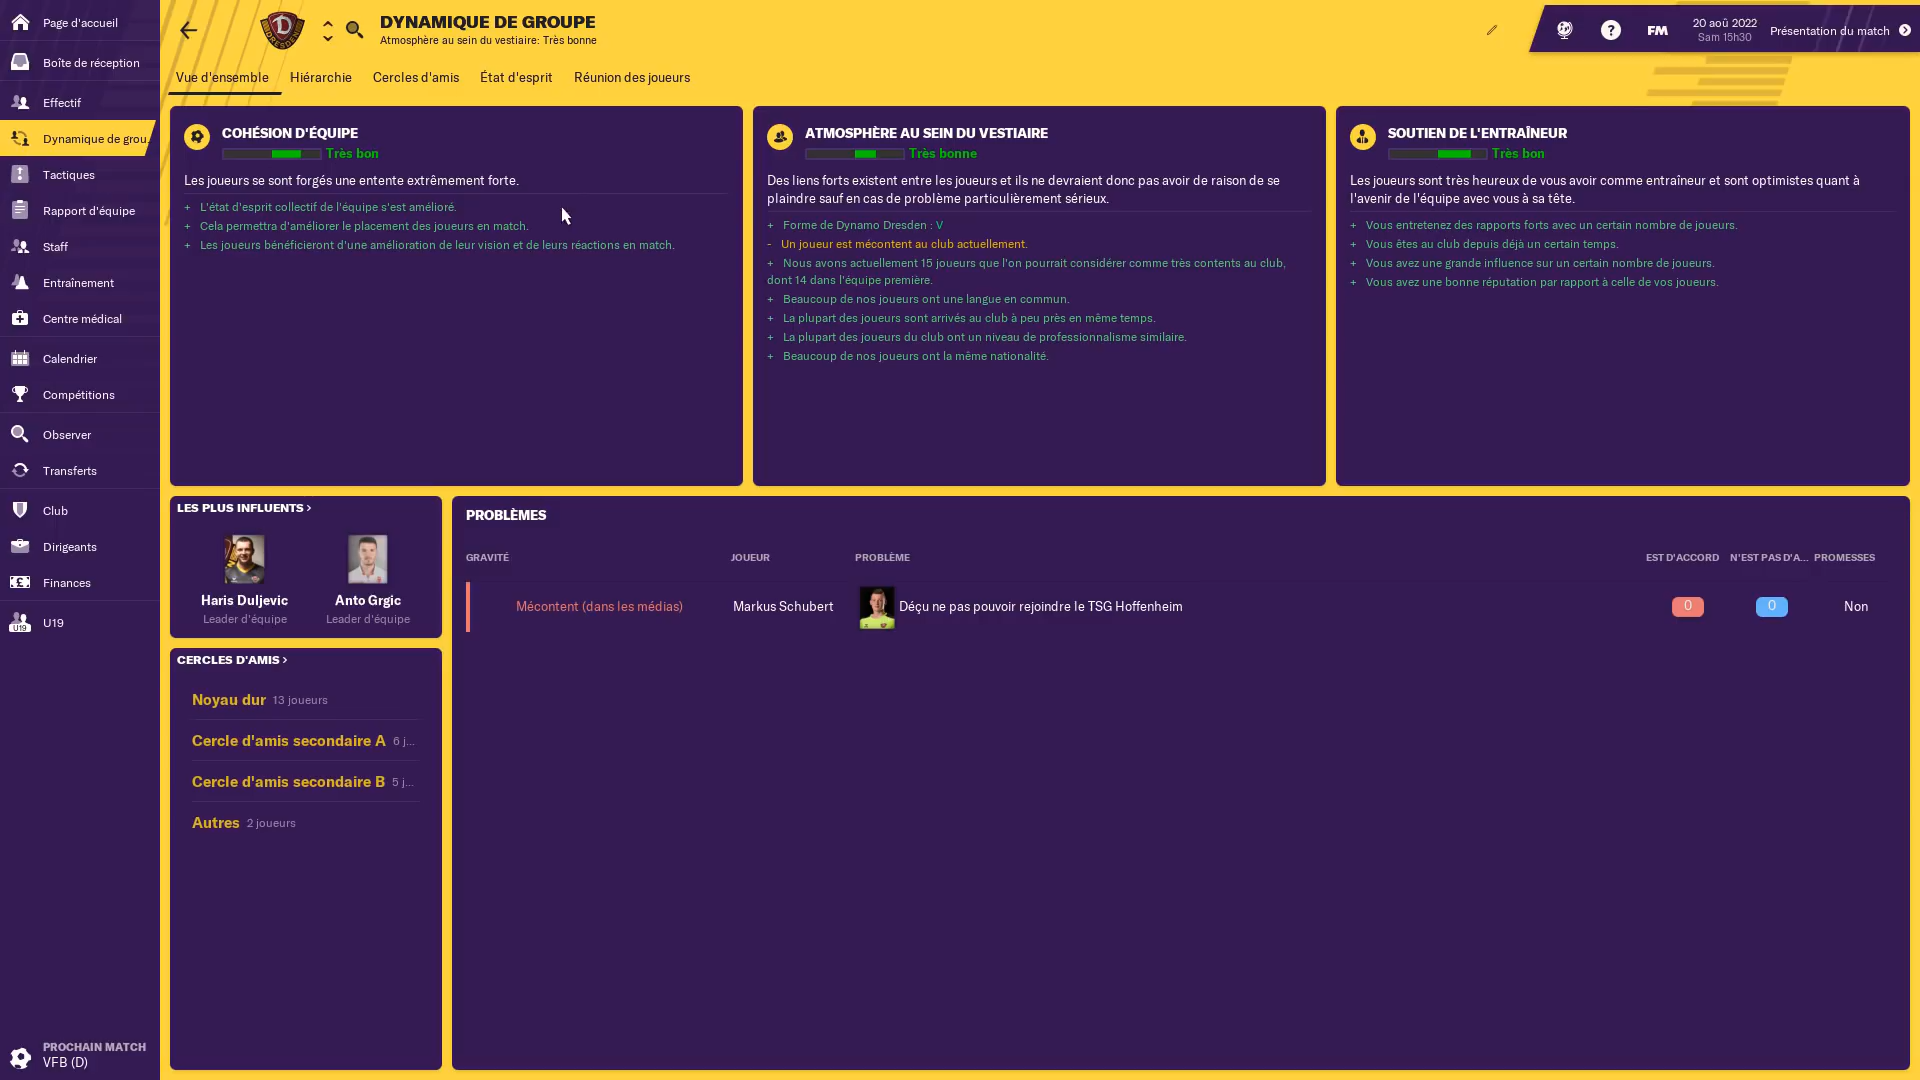 Page d'accueil
Boîte de réception
Effectif
Dynamique de grou.
Tactiques
Rapport d'équipe
Staff
Entraînement
Centre médical
Calendrier
Compétitions
Observer
Transferts
Club
Dirigeants
Finances
U19
U19
PROCHAIN MATCH
VFB (D)
DYNAMIQUE DE GROUPE
Atmosphère au sein du vestiaire: Très bonne
?
FM
20 aoû 2022
Sam 15h30
Présentation du match
Vue d'ensemble
Hiérarchie
Cercles d'amis
État d'esprit
Réunion des joueurs
COHÉSION D'ÉQUIPE
Très bon
Les joueurs se sont forgés une entente extrêmement forte.
+ L'état d'esprit collectif de l'équipe s'est amélioré.
+ Cela permettra d'améliorer le placement des joueurs en match.
+ Les joueurs bénéficieront d'une amélioration de leur vision et de leurs réactions en match.
ATMOSPHÈRE AU SEIN DU VESTIAIRE
Très bonne
Des liens forts existent entre les joueurs et ils ne devraient donc pas avoir de raison de se
plaindre sauf en cas de problème particulièrement sérieux.
+ Forme de Dynamo Dresden : V
- Un joueur est mécontent au club actuellement.
+ Nous avons actuellement 15 joueurs que l'on pourrait considérer comme très contents au club,
dont 14 dans l'équipe première.
+ Beaucoup de nos joueurs ont une langue en commun.
+ La plupart des joueurs sont arrivés au club à peu près en même temps.
+ La plupart des joueurs du club ont un niveau de professionnalisme similaire.
+ Beaucoup de nos joueurs ont la même nationalité.
SOUTIEN DE L'ENTRAÎNEUR
Très bon
Les joueurs sont très heureux de vous avoir comme entraîneur et sont optimistes quant à
l'avenir de l'équipe avec vous à sa tête.
+ Vous entretenez des rapports forts avec un certain nombre de joueurs.
+ Vous êtes au club depuis déjà un certain temps.
+ Vous avez une grande influence sur un certain nombre de joueurs.
+ Vous avez une bonne réputation par rapport à celle de vos joueurs.
LES PLUS INFLUENTS >
Haris Duljevic
Leader d'équipe
Anto Grgic
Leader d'équipe
CERCLES D'AMIS >
Noyau dur 13 joueurs
Cercle d'amis secondaire A 6 j...
Cercle d'amis secondaire B 5 j...
Autres 2 joueurs
PROBLÈMES
GRAVITÉ
JOUEUR
PROBLÈME
EST D'ACCORD
N'EST PAS D'A...
PROMESSES
Mécontent (dans les médias)
Markus Schubert
Déçu ne pas pouvoir rejoindre le TSG Hoffenheim
0
0
Non